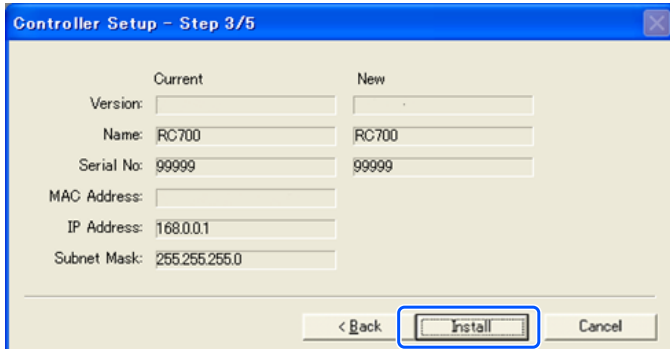 Controller Setup - Step 3/5
Current New
Version:
Name: RC700 RC700
Serial No: 99999 99999
MAC Address:
IP Address: 168.0.0.1
Subnet Mask: 255.255.255.0
< Back Install Cancel